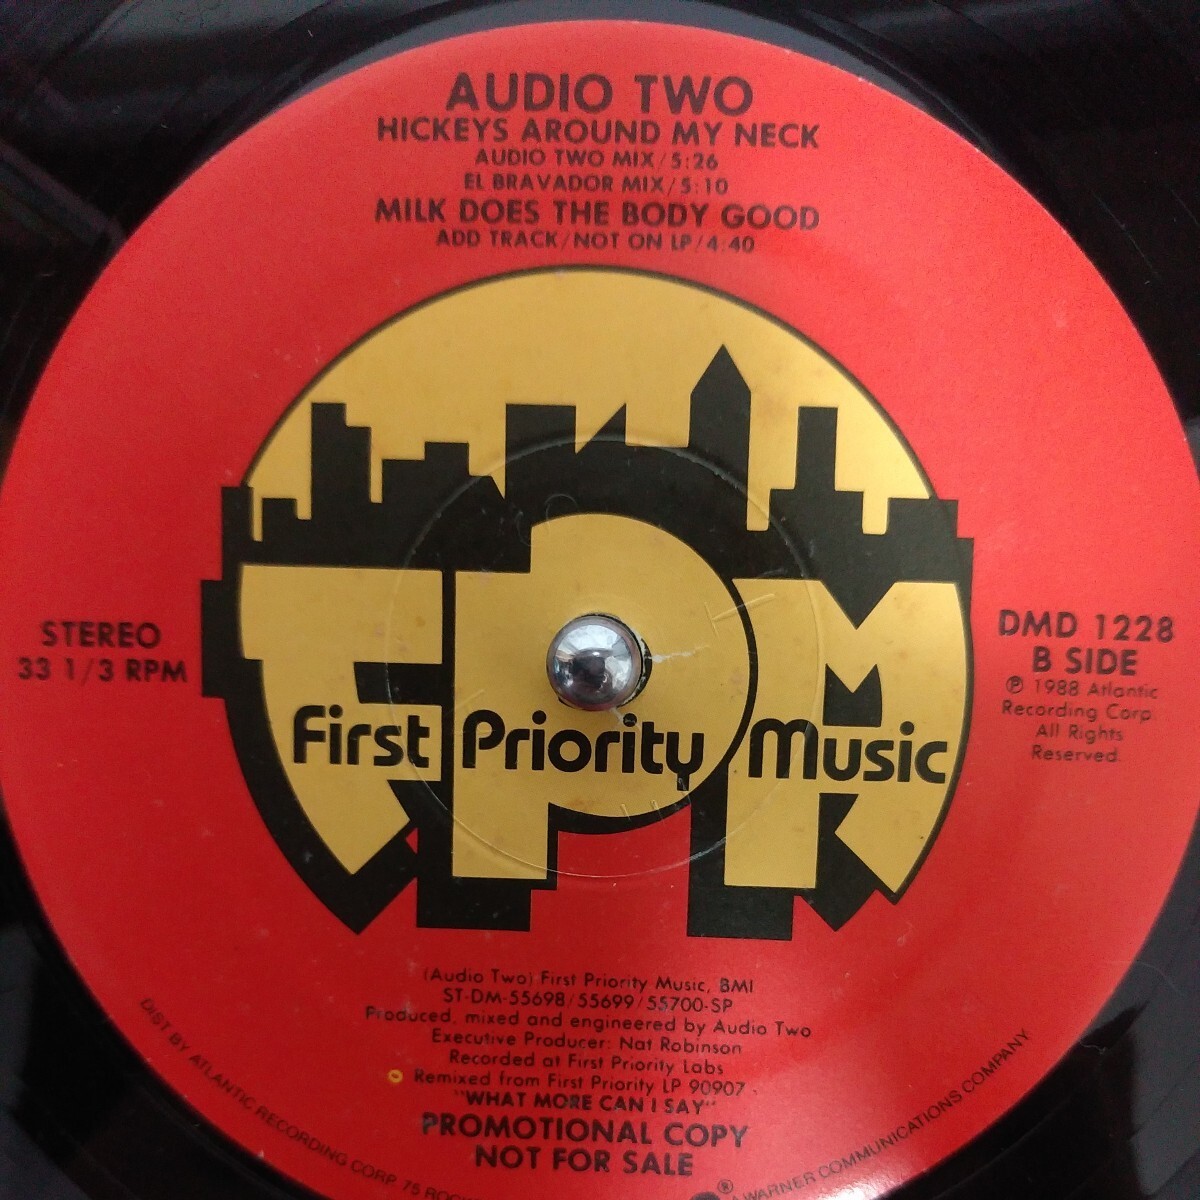 AUDIO TWO
HICKEYS AROUND MY NECK
AUDIO TWO MIX/5:26
EL BRAVADOR MIX/5:10
MILK DOES THE BODY GOOD
ADD TRACK/NOT ON LP/4:40
STEREO
33 1/3 RPM
DMD 1228
B SIDE
℗ 1988 Atlantic
Recording Corp.
All Rights
Reserved.
First Priority Music
(Audio Two) First Priority Music, BMI
ST-DM-55698/55699/55700-SP
Produced, mixed and engineered by Audio Two
Executive Producer: Nat Robinson
Recorded at First Priority Labs
Remixed from First Priority LP 90907
"WHAT MORE CAN I SAY"
PROMOTIONAL COPY
NOT FOR SALE
DIST BY ATLANTIC RECORDING CORP 75
® A WARNER COMMUNICATIONS COMPANY